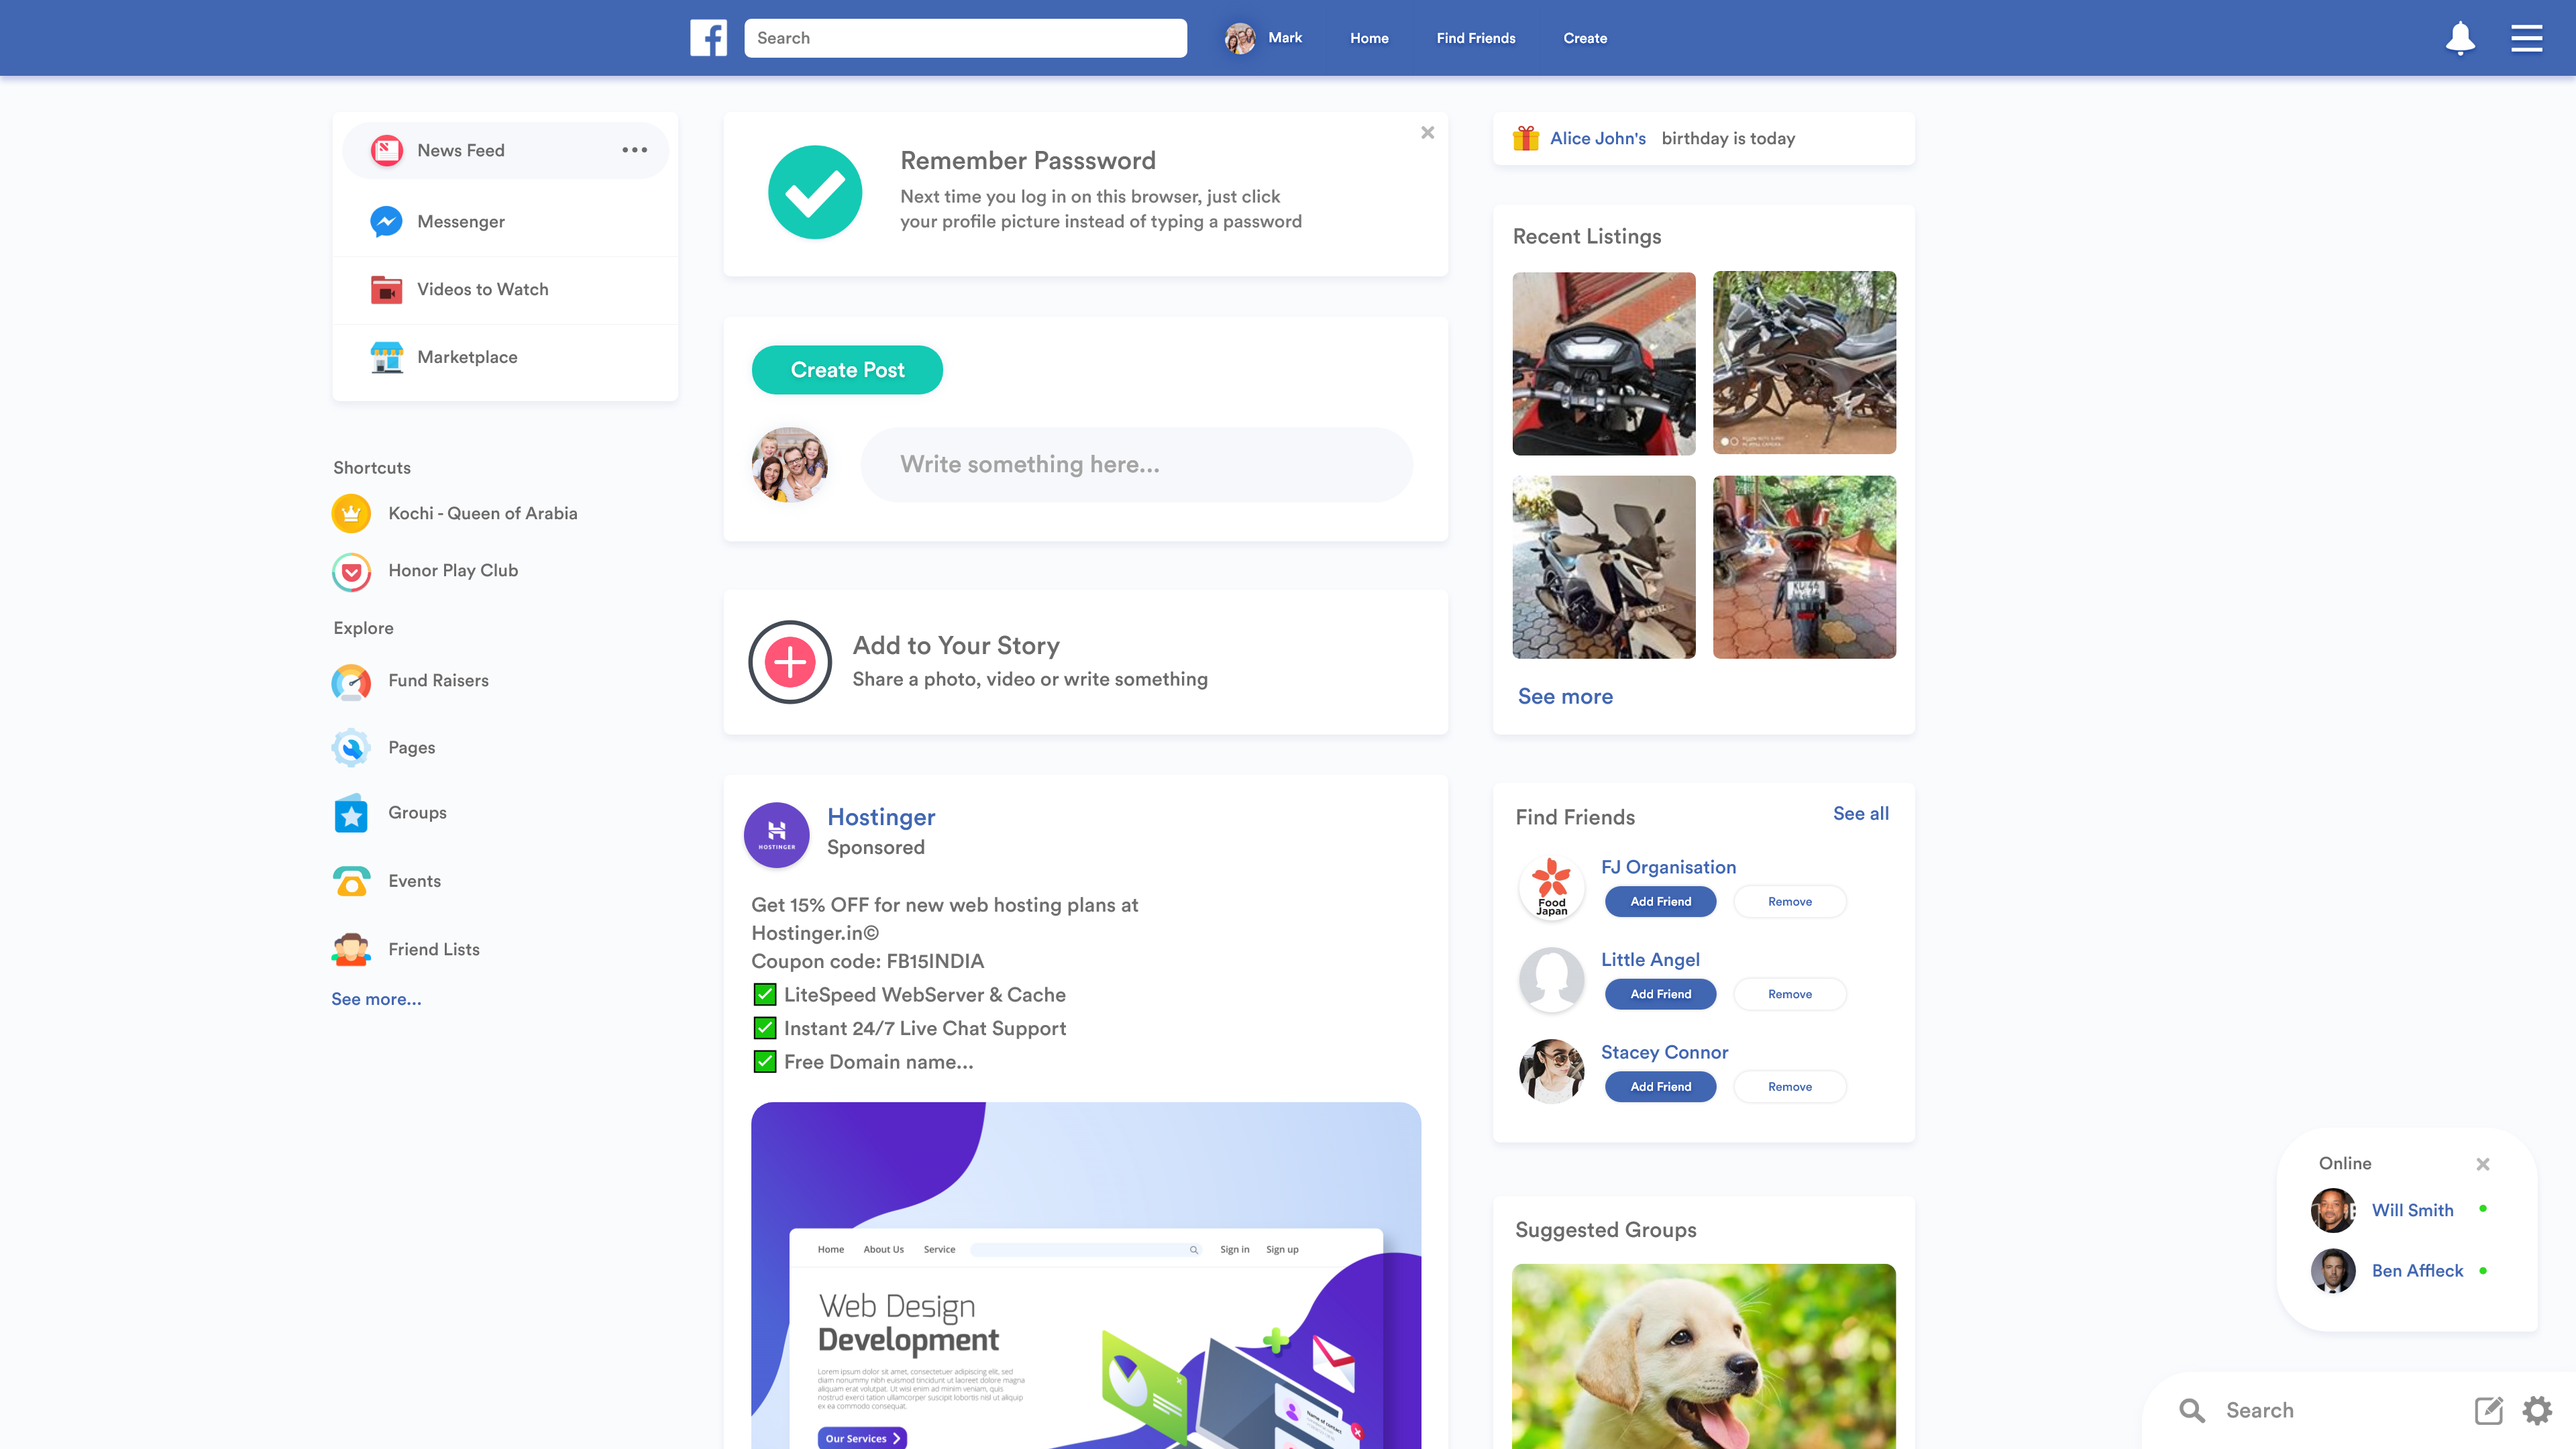 Search
Mark
Home
Find Friends
Create
News Feed
Messenger
Videos to Watch
Marketplace
Shortcuts
Kochi - Queen of Arabia
Honor Play Club
Explore
Fund Raisers
Pages
Groups
Events
Friend Lists
See more...
Remember Passsword
Next time you log in on this browser, just click
your profile picture instead of typing a password
Create Post
Write something here...
Add to Your Story
Share a photo, video or write something
HOSTINGER
Hostinger
Sponsored
Get 15% OFF for new web hosting plans at
Hostinger.in©
Coupon code: FB15INDIA
LiteSpeed WebServer & Cache
Instant 24/7 Live Chat Support
Free Domain name...
Home
About Us
Service
Sign in
Sign up
Web Design
Development
Lorem ipsum dolor sit amet, consectetuer adipiscing elit, sed
diam nonummy nibh euismod tincidunt ut laoreet dolore magna
aliquam erat volutpat. Ut wisi enim ad minim veniam, quis
nostrud exerci tation ullamcorper suscipit lobortis nisl ut aliquip
ex ea commodo consequat.
Our Services
Name of contact
Alice John's birthday is today
Recent Listings
See more
Find Friends
See all
Food
Japan
FJ Organisation
Add Friend
Remove
Little Angel
Add Friend
Remove
Stacey Connor
Add Friend
Remove
Suggested Groups
Online
Will Smith
Ben Affleck
Search